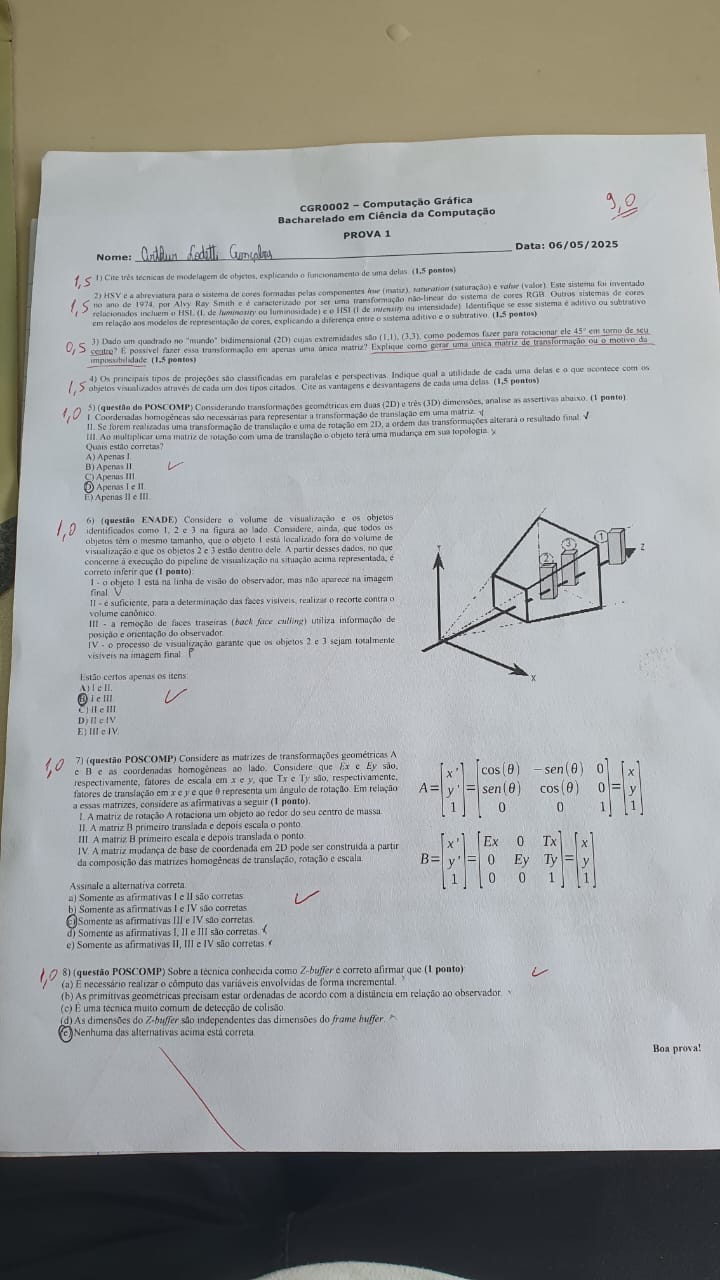 CGR0002 – Computação Gráfica
Bacharelado em Ciência da Computação
9,0
PROVA 1
Nome: Arthur Lodetti Gonçalves
Data: 06/05/2025
1,5 1) Cite três técnicas de modelagem de objetos, explicando o funcionamento de uma delas. (1,5 pontos)
2) HSV é a abreviatura para o sistema de cores formadas pelas componentes hue (matiz), saturation (saturação) e value (valor). Este sistema foi inventado
1,5 no ano de 1974, por Alvy Ray Smith e é caracterizado por ser uma transformação não-linear do sistema de cores RGB. Outros sistemas de cores
relacionados incluem o HSL (L de luminosity ou luminosidade) e o HSI (I de intensity ou intensidade). Identifique se esse sistema é aditivo ou subtrativo
em relação aos modelos de representação de cores, explicando a diferença entre o sistema aditivo e o subtrativo. (1,5 pontos)
0,5 3) Dado um quadrado no "mundo" bidimensional (2D) cujas extremidades são (1,1), (3,3), como podemos fazer para rotacionar ele 45° em torno de seu
centro? É possível fazer essa transformação em apenas uma única matriz? Explique como gerar uma única matriz de transformação ou o motivo da
impossibilidade. (1,5 pontos)
4) Os principais tipos de projeções são classificadas em paralelas e perspectivas. Indique qual a utilidade de cada uma delas e o que acontece com os
1,5 objetos visualizados através de cada um dos tipos citados. Cite as vantagens e desvantagens de cada uma delas. (1,5 pontos)
1,0 5) (questão do POSCOMP) Considerando transformações geométricas em duas (2D) e três (3D) dimensões, analise as assertivas abaixo. (1 ponto)
I. Coordenadas homogêneas são necessárias para representar a transformação de translação em uma matriz. √
II. Se forem realizadas uma transformação de translação e uma de rotação em 2D, a ordem das transformações alterará o resultado final. √
III. Ao multiplicar uma matriz de rotação com uma de translação o objeto terá uma mudança em sua topologia. x
Quais estão corretas?
A) Apenas I.
B) Apenas II
C) Apenas III
D) Apenas I e II.
E) Apenas II e III.
1,0 6) (questão ENADE) Considere o volume de visualização e os objetos
identificados como 1, 2 e 3 na figura ao lado. Considere, ainda, que todos os
objetos têm o mesmo tamanho, que o objeto 1 está localizado fora do volume de
visualização e que os objetos 2 e 3 estão dentro dele. A partir desses dados, no que
concerne à execução do pipeline de visualização na situação acima representada, é
correto inferir que (1 ponto):
I - o objeto 1 está na linha de visão do observador, mas não aparece na imagem
final. V
II - é suficiente, para a determinação das faces visíveis, realizar o recorte contra o
volume canônico.
III - a remoção de faces traseiras (back face culling) utiliza informação de
posição e orientação do observador.
IV - o processo de visualização garante que os objetos 2 e 3 sejam totalmente
visíveis na imagem final. F
Estão certos apenas os itens:
A) I e II.
B) I e III
C) II e III
D) II e IV
E) III e IV.
Y
1
3
2
Z
X
1,0 7) (questão POSCOMP) Considere as matrizes de transformações geométricas A
e B e as coordenadas homogêneas ao lado. Considere que Ex e Ey são,
respectivamente, fatores de escala em x e y, que Tx e Ty são, respectivamente,
fatores de translação em x e y e que θ representa um ângulo de rotação. Em relação
a essas matrizes, considere as afirmativas a seguir (1 ponto).
I. A matriz de rotação A rotaciona um objeto ao redor do seu centro de massa.
II. A matriz B primeiro translada e depois escala o ponto.
III. A matriz B primeiro escala e depois translada o ponto.
IV. A matriz mudança de base de coordenada em 2D pode ser construída a partir
da composição das matrizes homogêneas de translação, rotação e escala.
Assinale a alternativa correta.
a) Somente as afirmativas I e II são corretas.
b) Somente as afirmativas I e IV são corretas.
c) Somente as afirmativas III e IV são corretas.
d) Somente as afirmativas I, II e III são corretas.
e) Somente as afirmativas II, III e IV são corretas.
x' cos(θ) −sen(θ) 0 x
A= y' = sen(θ) cos(θ) 0 = y
1 0 0 1 1
x' Ex 0 Tx x
B= y' = 0 Ey Ty = y
1 0 0 1 1
1,0 8) (questão POSCOMP) Sobre a técnica conhecida como Z-buffer é correto afirmar que (1 ponto)
(a) É necessário realizar o cômputo das variáveis envolvidas de forma incremental.
(b) As primitivas geométricas precisam estar ordenadas de acordo com a distância em relação ao observador.
(c) É uma técnica muito comum de detecção de colisão.
(d) As dimensões do Z-buffer são independentes das dimensões do frame buffer.
(e) Nenhuma das alternativas acima está correta.
Boa prova!